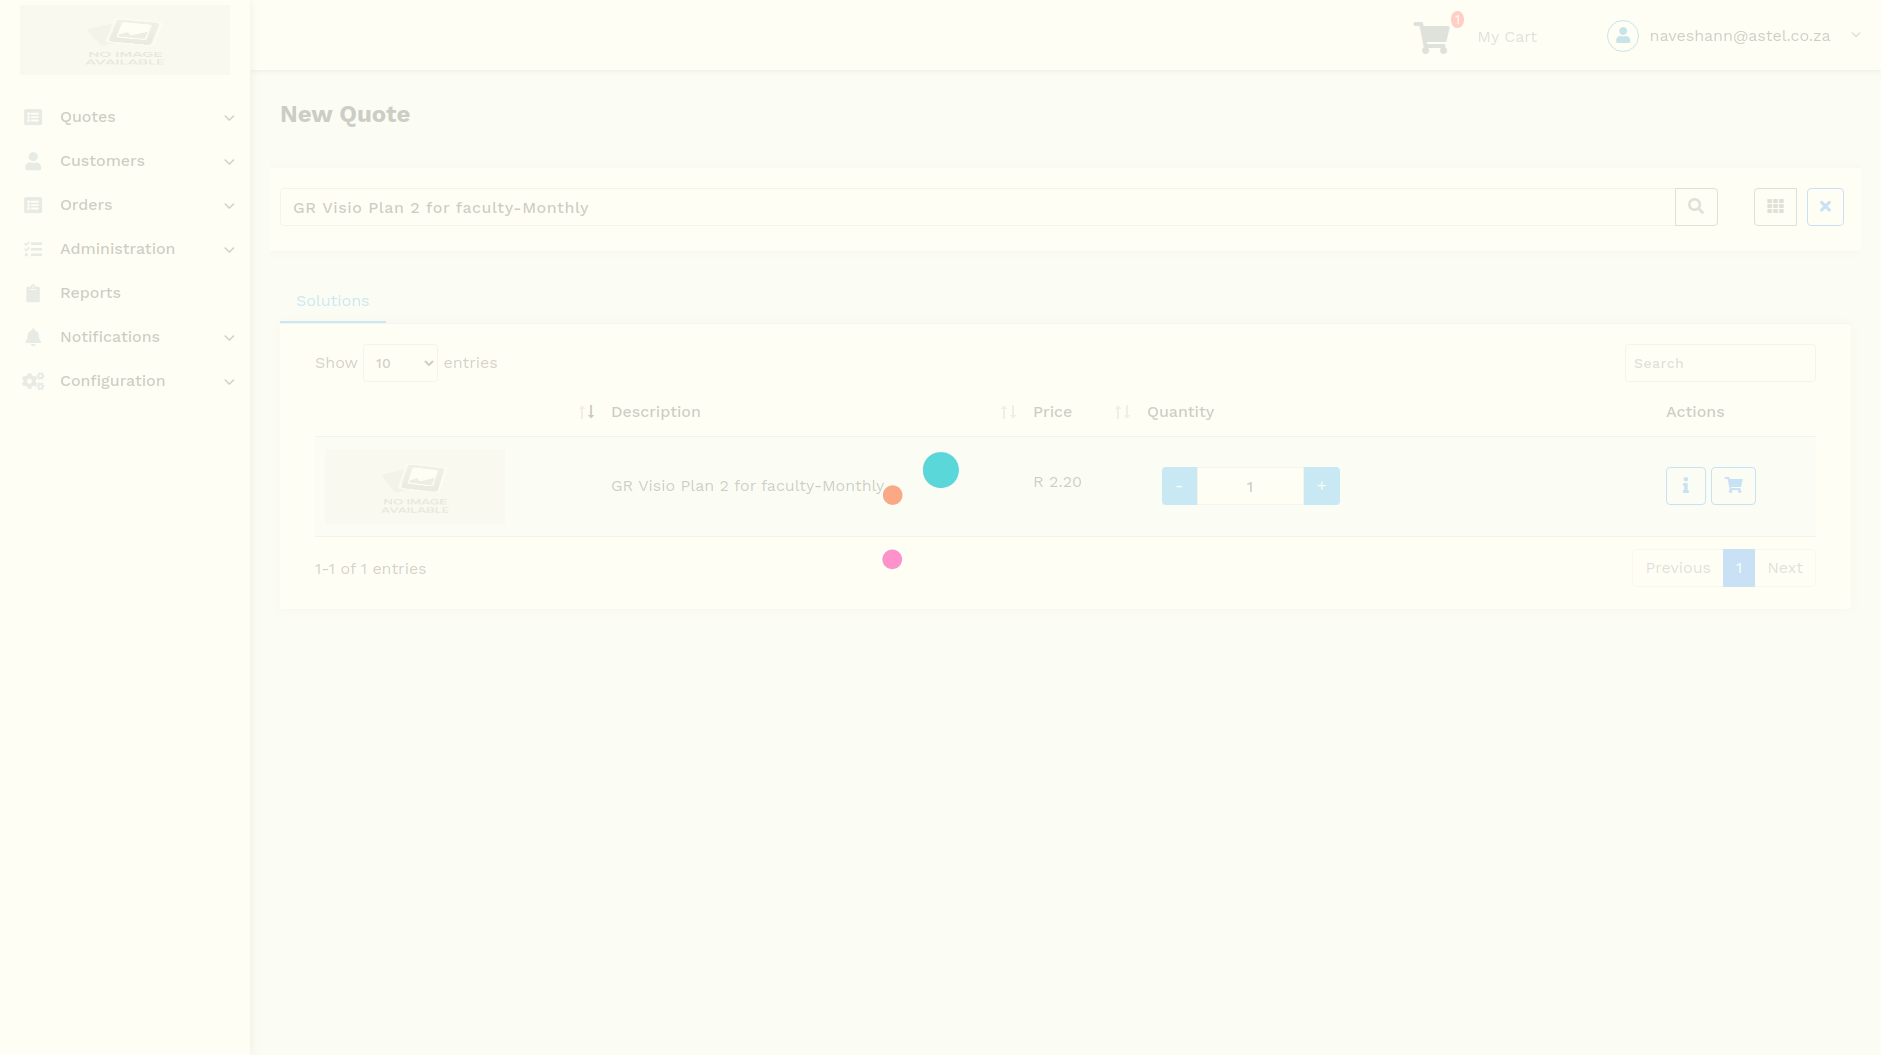 NO IMAGE
AVAILABLE
1
My Cart
naveshann@astel.co.za
Quotes
Customers
Orders
Administration
Reports
Notifications
Configuration
New Quote
GR Visio Plan 2 for faculty-Monthly
Solutions
Show 10 entries
Search
Description Price Quantity Actions
NO IMAGE
AVAILABLE
GR Visio Plan 2 for faculty-Monthly R 2.20 - 1 +
1-1 of 1 entries
Previous 1 Next